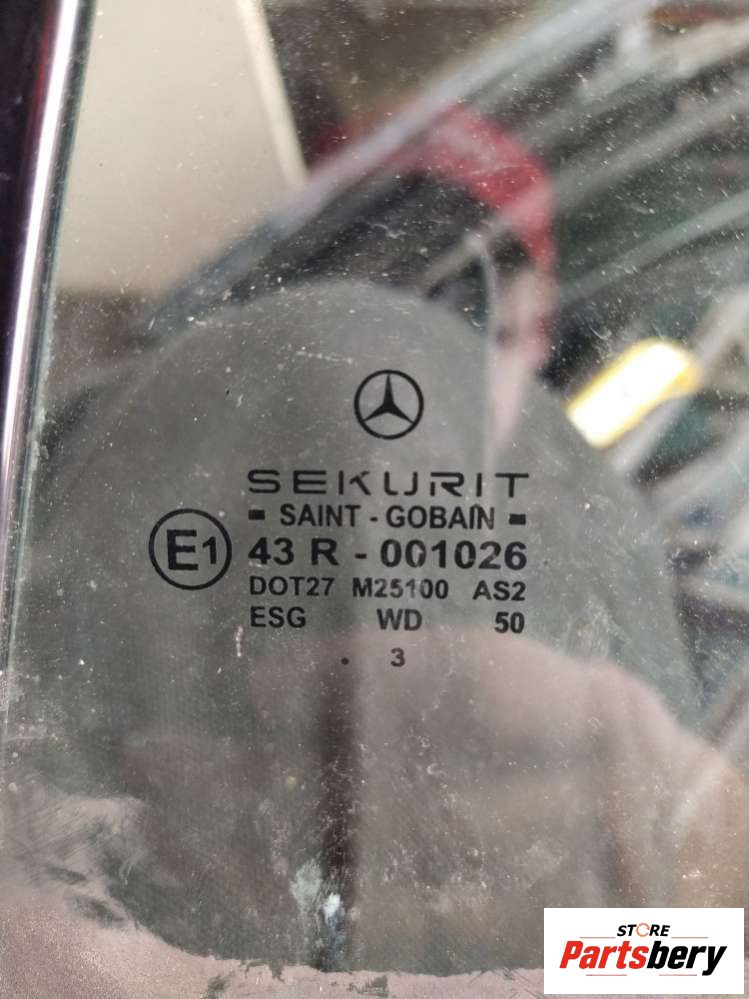 SEKURIT
SAINT - GOBAIN
E1
43 R - 001026
DOT27 M25100 AS2
ESG WD 50
. 3
STORE
Partsbery